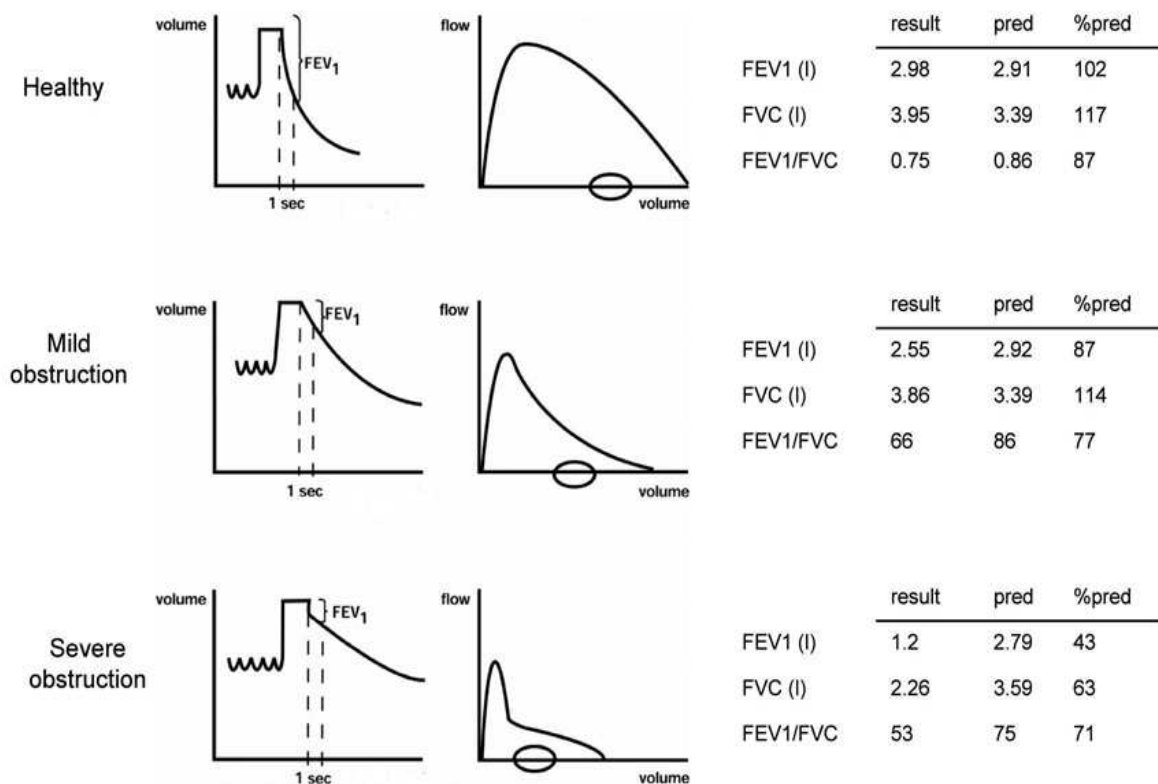 Healthy
volume
FEV1
1 sec
flow
volume
result pred %pred
FEV1 (l) 2.98 2.91 102
FVC (l) 3.95 3.39 117
FEV1/FVC 0.75 0.86 87
Mild
obstruction
volume
FEV1
1 sec
flow
volume
result pred %pred
FEV1 (l) 2.55 2.92 87
FVC (l) 3.86 3.39 114
FEV1/FVC 66 86 77
Severe
obstruction
volume
FEV1
1 sec
flow
volume
result pred %pred
FEV1 (l) 1.2 2.79 43
FVC (l) 2.26 3.59 63
FEV1/FVC 53 75 71